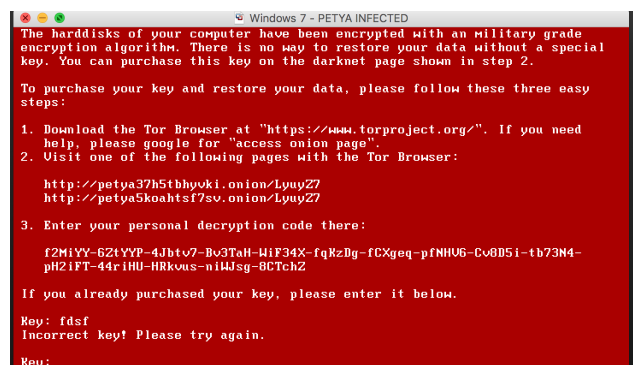 Windows 7 - PETYA INFECTED
The harddisks of your computer have been encrypted with an military grade
encryption algorithm. There is no way to restore your data without a special
key. You can purchase this key on the darknet page shown in step 2.
To purchase your key and restore your data, please follow these three easy
steps:
1. Download the Tor Browser at "https://www.torproject.org/". If you need
help, please google for "access onion page".
2. Visit one of the following pages with the Tor Browser:
http://petya37h5tbhyvki.onion/LyuyZ7
http://petya5koahtsf7sv.onion/LyuyZ7
3. Enter your personal decryption code there:
f2MiYY-6ZtYYP-4Jbtv7-Bv3TaH-WiF34X-fqKzDg-fCXgeq-pfNHV6-Cv8D5i-tb73N4-
pH2iFT-44riHU-HRkvus-niWJsg-8CTchZ
If you already purchased your key, please enter it below.
Key: fdsf
Incorrect key! Please try again.
Key: